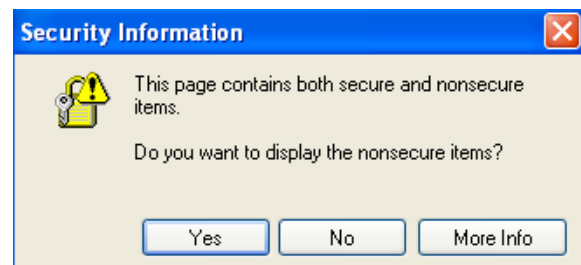 Security Information
This page contains both secure and nonsecure
items.
Do you want to display the nonsecure items?
Yes No More Info